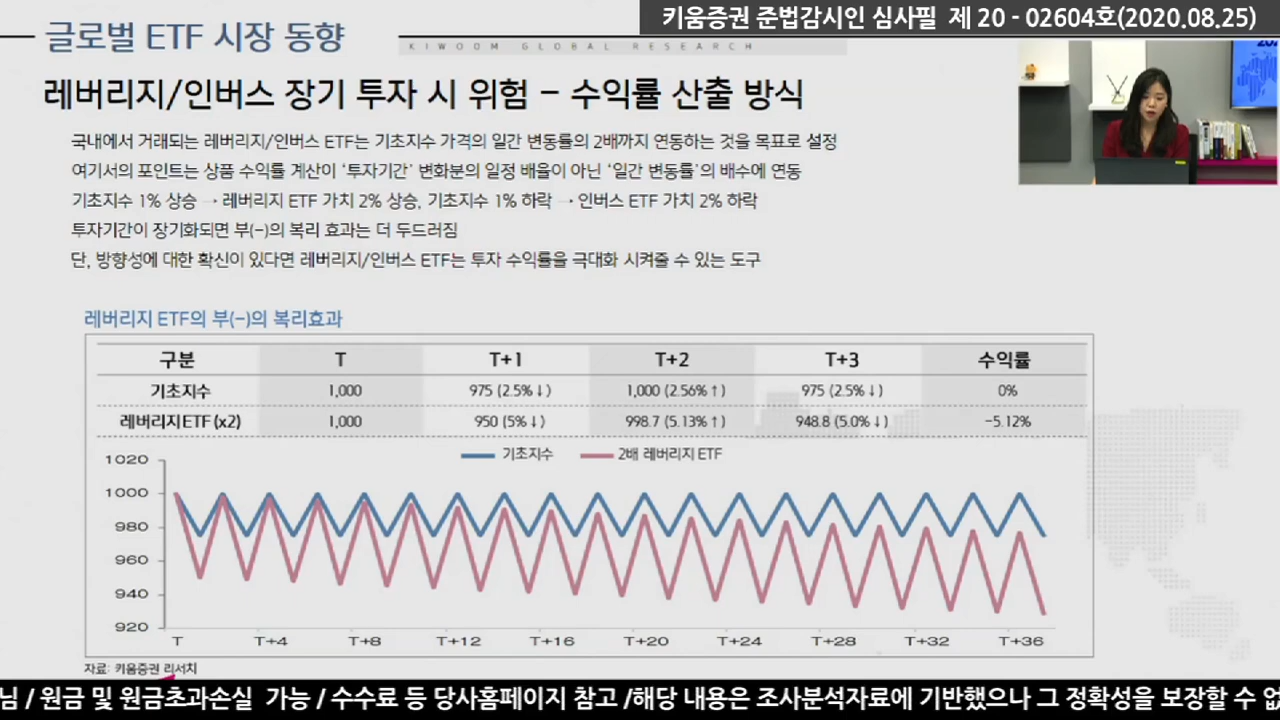 키움증권 준법감시인 심사필 제 20 - 02604호(2020.08.25)
글로벌 ETF 시장 동향
KIWOOM GLOBAL RESEARCH
레버리지/인버스 장기 투자 시 위험 – 수익률 산출 방식
국내에서 거래되는 레버리지/인버스 ETF는 기초지수 가격의 일간 변동률의 2배까지 연동하는 것을 목표로 설정
여기서의 포인트는 상품 수익률 계산이 ‘투자기간’ 변화분의 일정 배율이 아닌 ‘일간 변동률’의 배수에 연동
기초지수 1% 상승 → 레버리지 ETF 가치 2% 상승, 기초지수 1% 하락 → 인버스 ETF 가치 2% 하락
투자기간이 장기화되면 부(-)의 복리 효과는 더 두드러짐
단, 방향성에 대한 확신이 있다면 레버리지/인버스 ETF는 투자 수익률을 극대화 시켜줄 수 있는 도구
레버리지 ETF의 부(-)의 복리효과
구분 T T+1 T+2 T+3 수익률
기초지수 1,000 975 (2.5%↓) 1,000 (2.56%↑) 975 (2.5%↓) 0%
레버리지 ETF (x2) 1,000 950 (5%↓) 998.7 (5.13%↑) 948.8 (5.0%↓) -5.12%
기초지수 2배 레버리지 ETF
1020
1000
980
960
940
920
T T+4 T+8 T+12 T+16 T+20 T+24 T+28 T+32 T+36
자료: 키움증권 리서치
님 / 원금 및 원금초과손실 가능 / 수수료 등 당사홈페이지 참고 /해당 내용은 조사분석자료에 기반했으나 그 정확성을 보장할 수 없